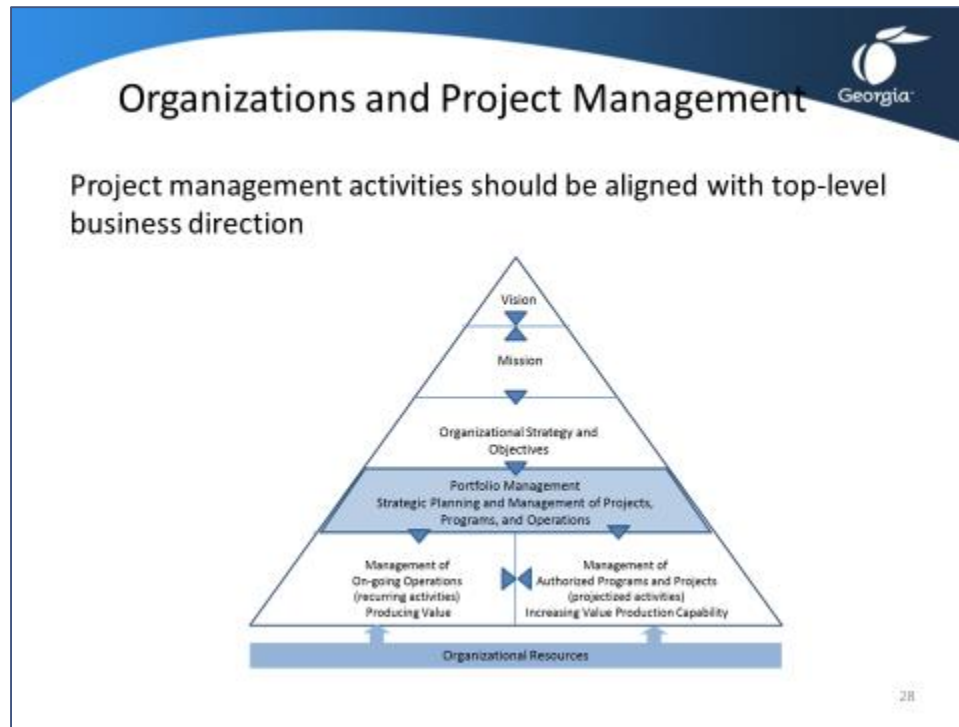 Georgia
Organizations and Project Management
Project management activities should be aligned with top-level
business direction
Vision
Mission
Organizational Strategy and
Objectives
Portfolio Management
Strategic Planning and Management of Projects,
Programs, and Operations
Management of
On-going Operations
(recurring activities)
Producing Value
Management of
Authorized Programs and Projects
(projectized activities)
Increasing Value Production Capability
Organizational Resources
28